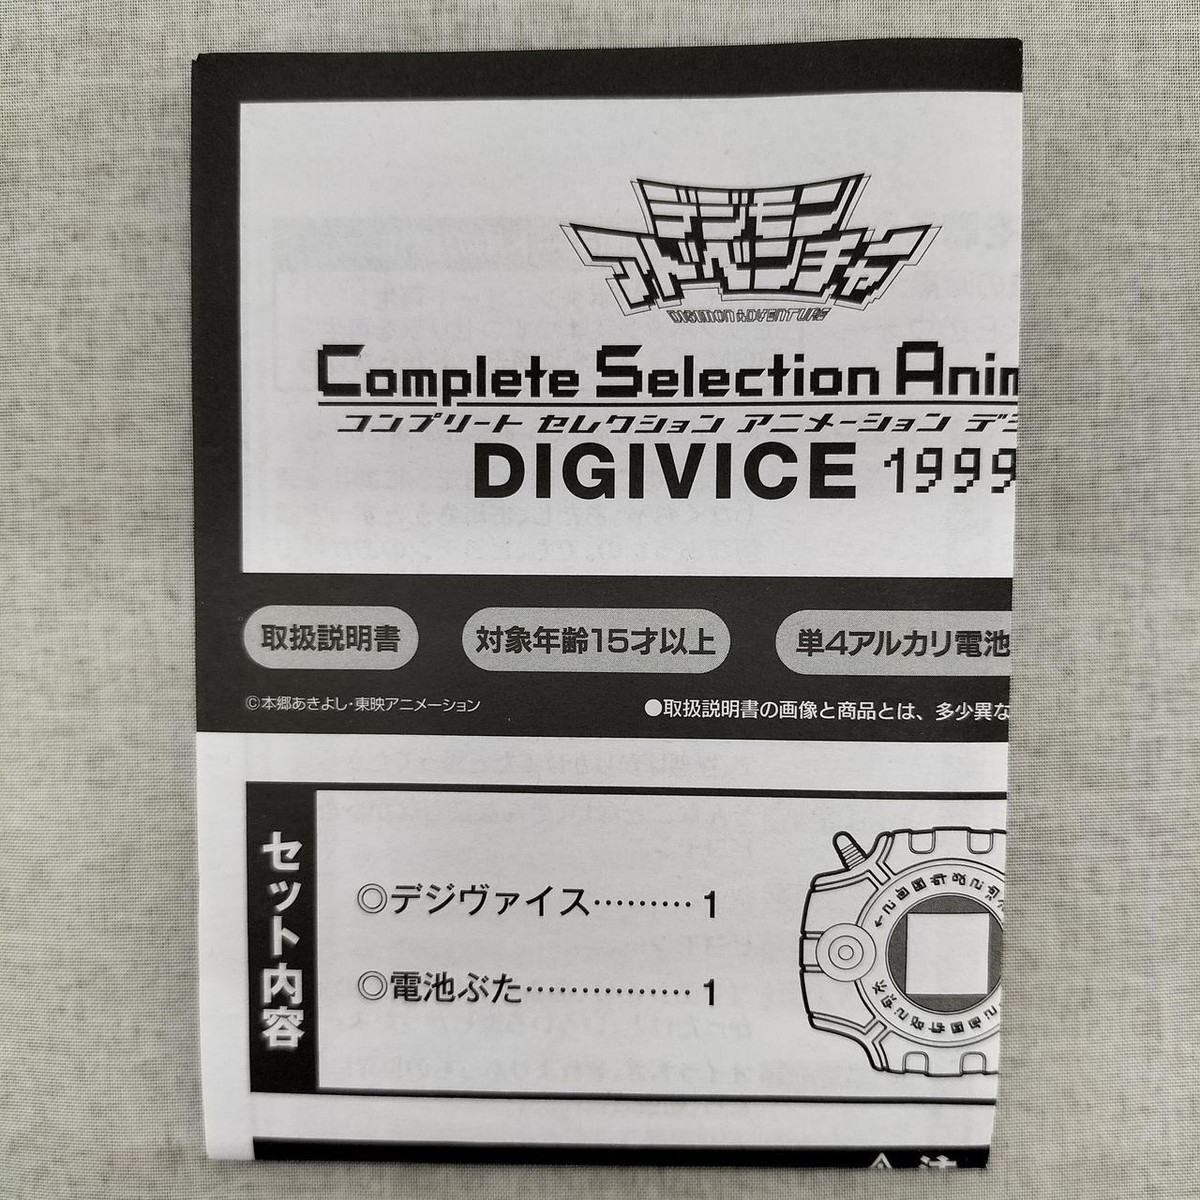 デジモン
アドベンチャー
DIGIMON ADVENTURE
Complete Selection Anim
コンプリート セレクション アニメーション デジ
DIGIVICE 1999
取扱説明書
対象年齢15才以上
単4アルカリ電池
©本郷あきよし・東映アニメーション
●取扱説明書の画像と商品とは、多少異な
セット内容
◎デジヴァイス……… 1
◎電池ぶた…………… 1
⚠ 注